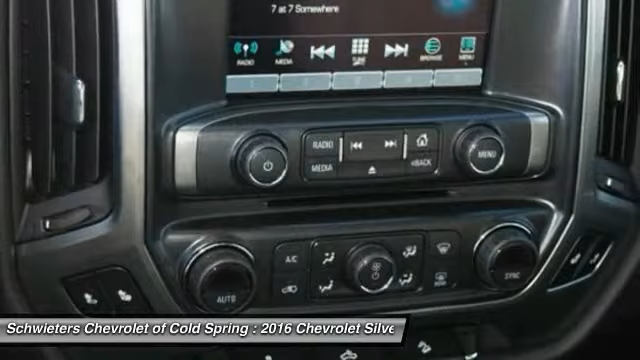 7 at 7 Somewhere
RADIO MEDIA BROWSE MENU
RADIO
MEDIA <BACK MENU
A/C
AUTO SYNC
Schwieters Chevrolet of Cold Spring : 2016 Chevrolet Silve